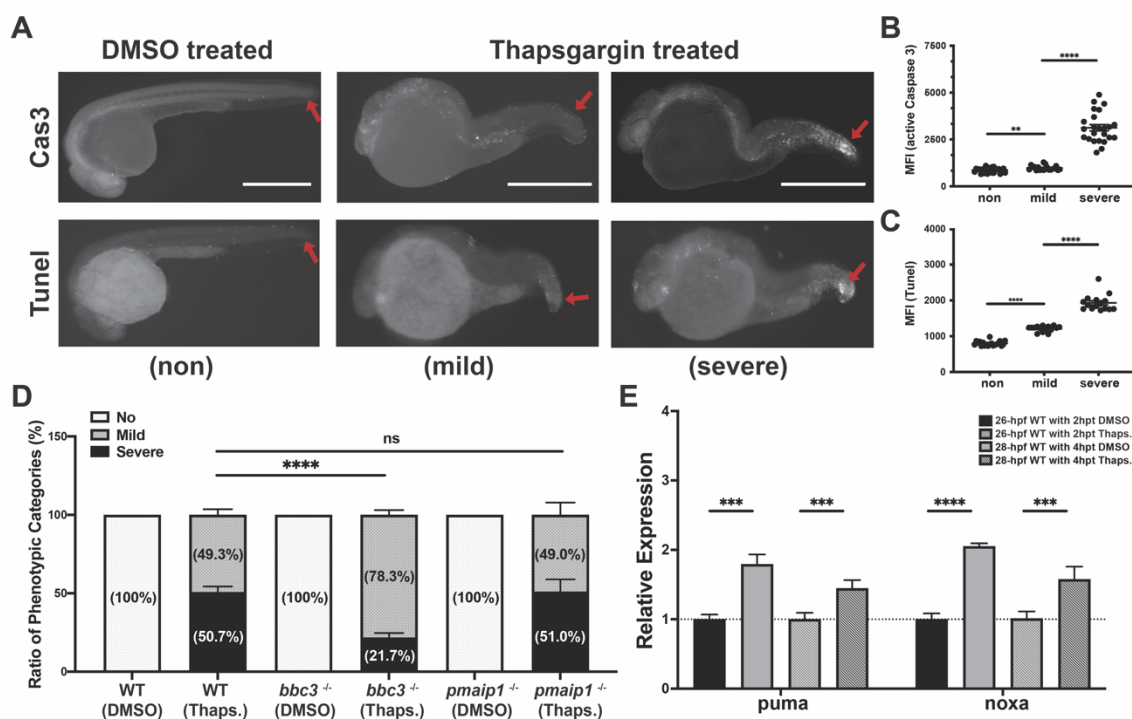 A
DMSO treated
Thapsgargin treated
Cas3
Tunel
(non)
(mild)
(severe)
B
MFI (active Caspase 3)
7500
5000
2500
0
**
****
non
mild
severe
C
MFI (Tunel)
4000
3000
2000
1000
0
****
****
non
mild
severe
D
No
Mild
Severe
Ratio of Phenotypic Categories (%)
150
100
50
0
ns
****
(100%)
(49.3%)
(50.7%)
(100%)
(78.3%)
(21.7%)
(100%)
(49.0%)
(51.0%)
WT
(DMSO)
WT
(Thaps.)
bbc3 -/-
(DMSO)
bbc3 -/-
(Thaps.)
pmaip1 -/-
(DMSO)
pmaip1 -/-
(Thaps.)
E
26-hpf WT with 2hpt DMSO
26-hpf WT with 2hpt Thaps.
28-hpf WT with 4hpt DMSO
28-hpf WT with 4hpt Thaps.
Relative Expression
4
3
2
1
0
***
***
****
***
puma
noxa